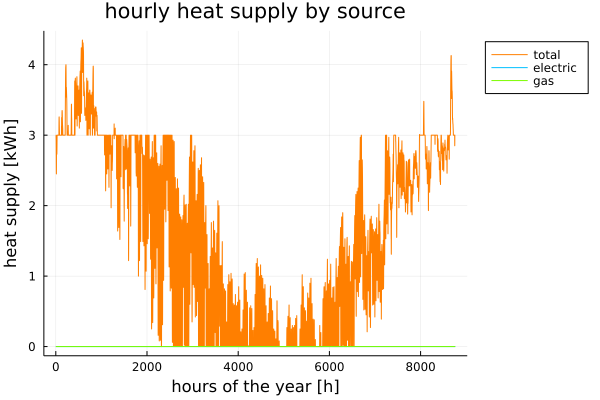 hourly heat supply by source
heat supply [kWh]
4
3
2
1
0
0 2000 4000 6000 8000
hours of the year [h]
total
electric
gas